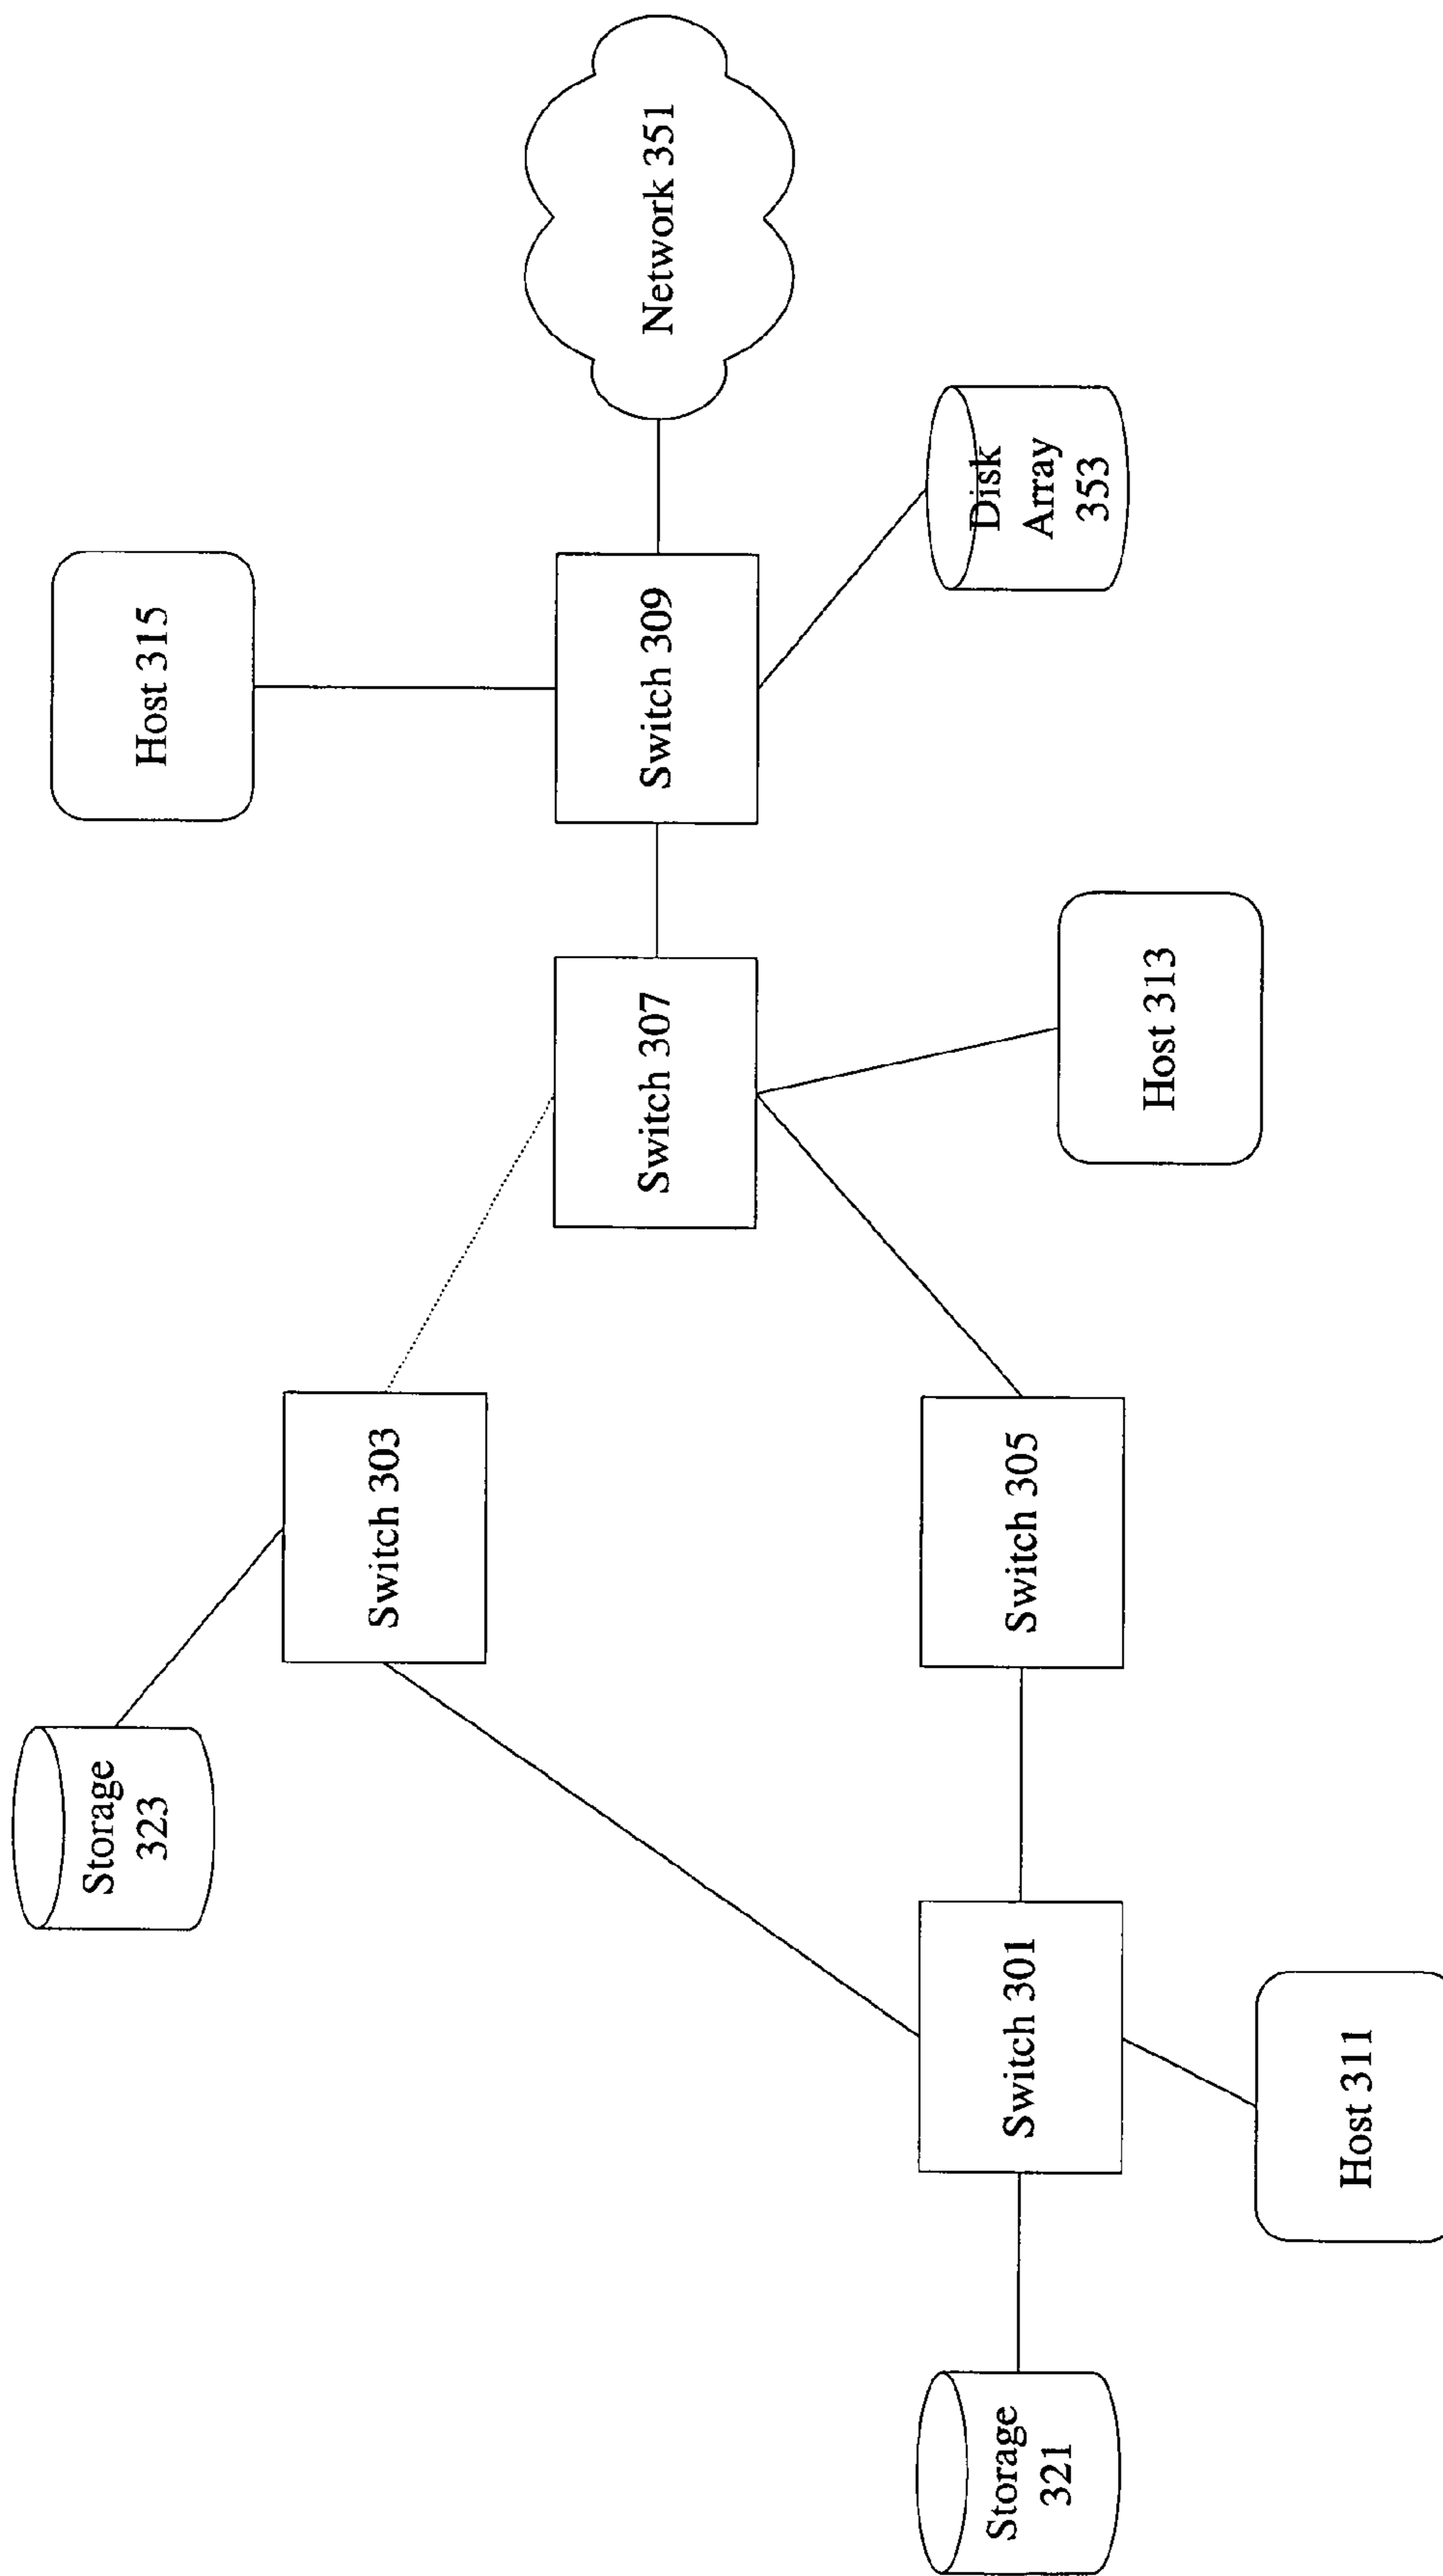 Storage
323
Host 315
Switch 303
Switch 307
Switch 309
Network 351
Storage
321
Switch 301
Switch 305
Host 313
Disk
Array
353
Host 311